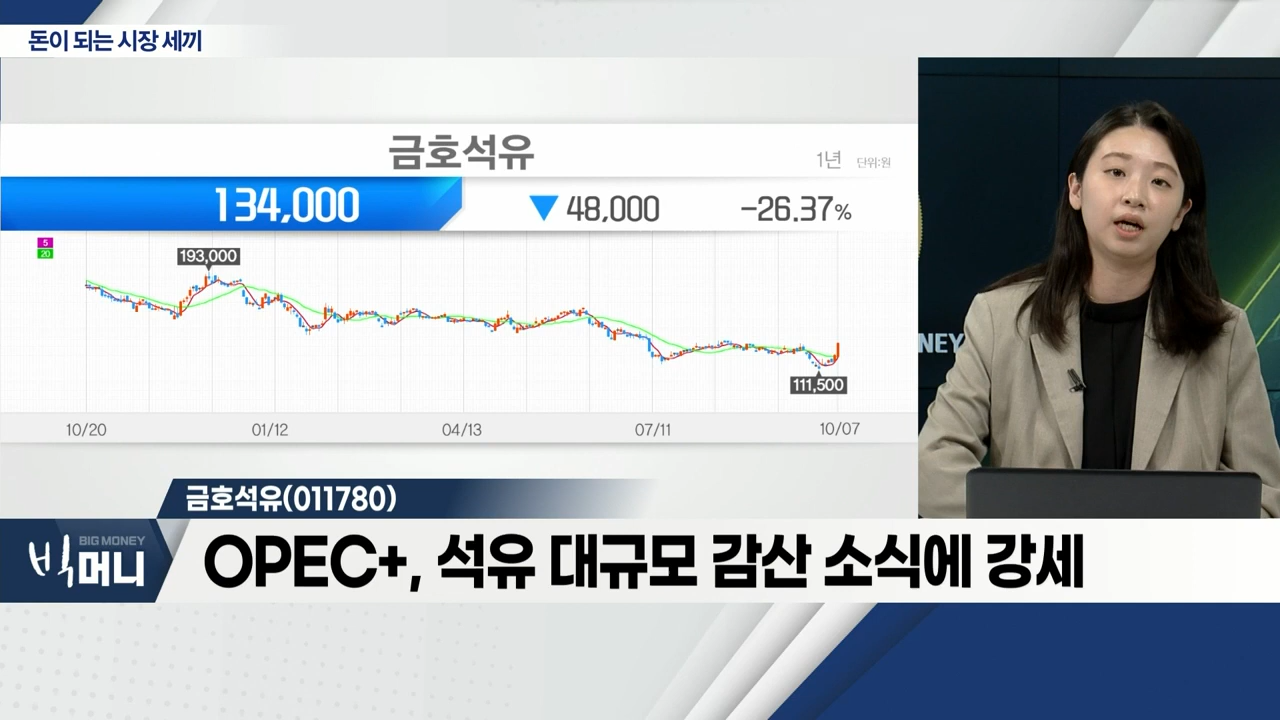 돈이 되는 시장 세끼
금호석유
1년 단위:원
134,000 ▼ 48,000 -26.37%
5
20
193,000
111,500
10/20 01/12 04/13 07/11 10/07
NEY
금호석유(011780)
BIG MONEY
빅머니
OPEC+, 석유 대규모 감산 소식에 강세